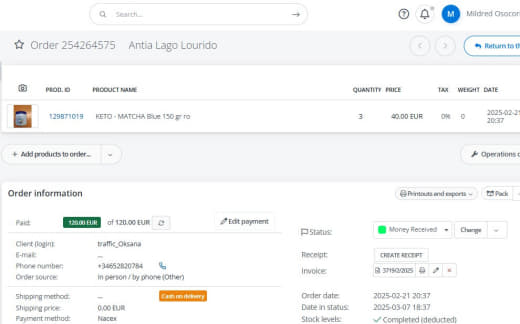 Search...
M
Mildred Osocor
Order 254264575 Antia Lago Lourido
Return to th
PROD. ID PRODUCT NAME QUANTITY PRICE TAX WEIGHT DATE
129871019 KETO - MATCHA Blue 150 gr ro 3 40.00 EUR 0% 0 2025-02-21
20:37
+ Add products to order...
Operations o
Order information
Printouts and exports
Pack
Paid: 120.00 EUR of 120.00 EUR
Edit payment
Client (login): traffic_Oksana
E-mail: ...
Phone number: +34652820784
Order source: In person / by phone (Other)
Shipping method: ... Cash on delivery
Shipping price: 0.00 EUR
Payment method: Nacex
Status: Money Received Change
Receipt: CREATE RECEIPT
Invoice: 37190/2025
Order date: 2025-02-21 20:37
Date in status: 2025-03-07 18:37
Stock levels: Completed (deducted)